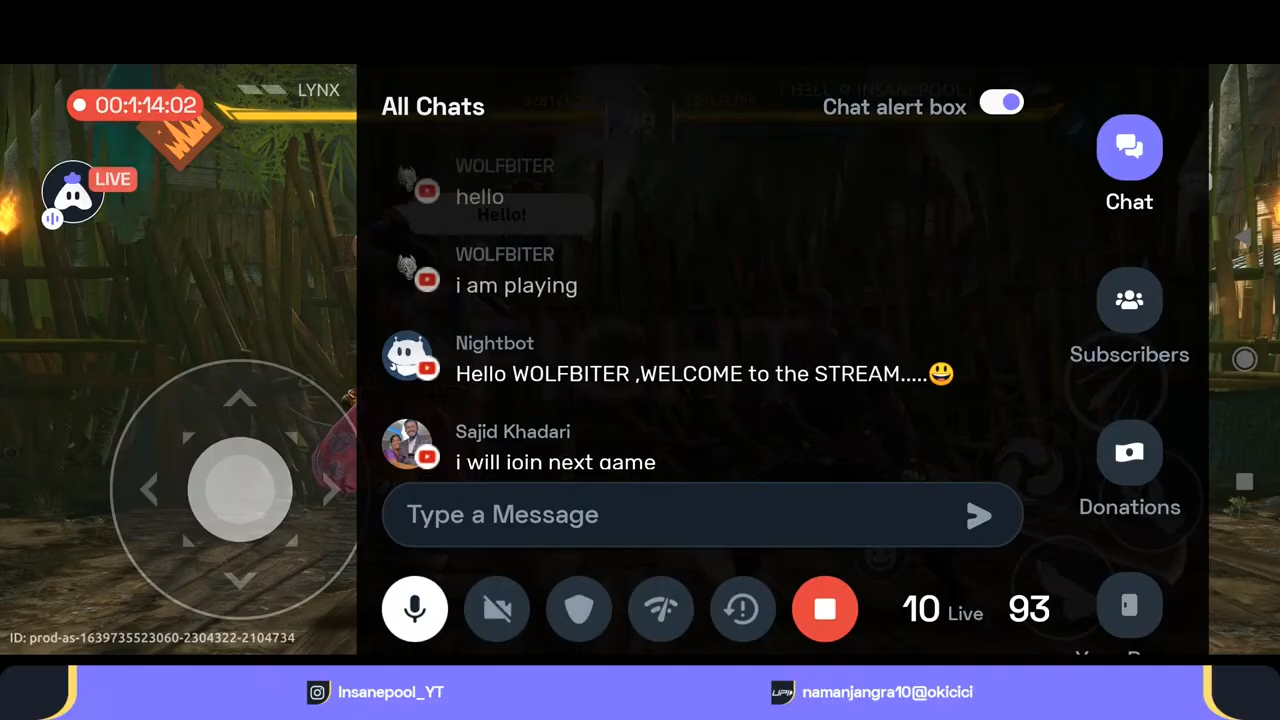 00:1:14:02
LYNX
LIVE
All Chats
Chat alert box
WOLFBITER
hello
Hello!
WOLFBITER
i am playing
Nightbot
Hello WOLFBITER ,WELCOME to the STREAM.....😃
Sajid Khadari
i will join next game
Type a Message
Chat
Subscribers
Donations
10 Live 93
FIGHT
ID: prod-as-1639735523060-2304322-2104734
Insanepool_YT
UPI
namanjangra10@okicici